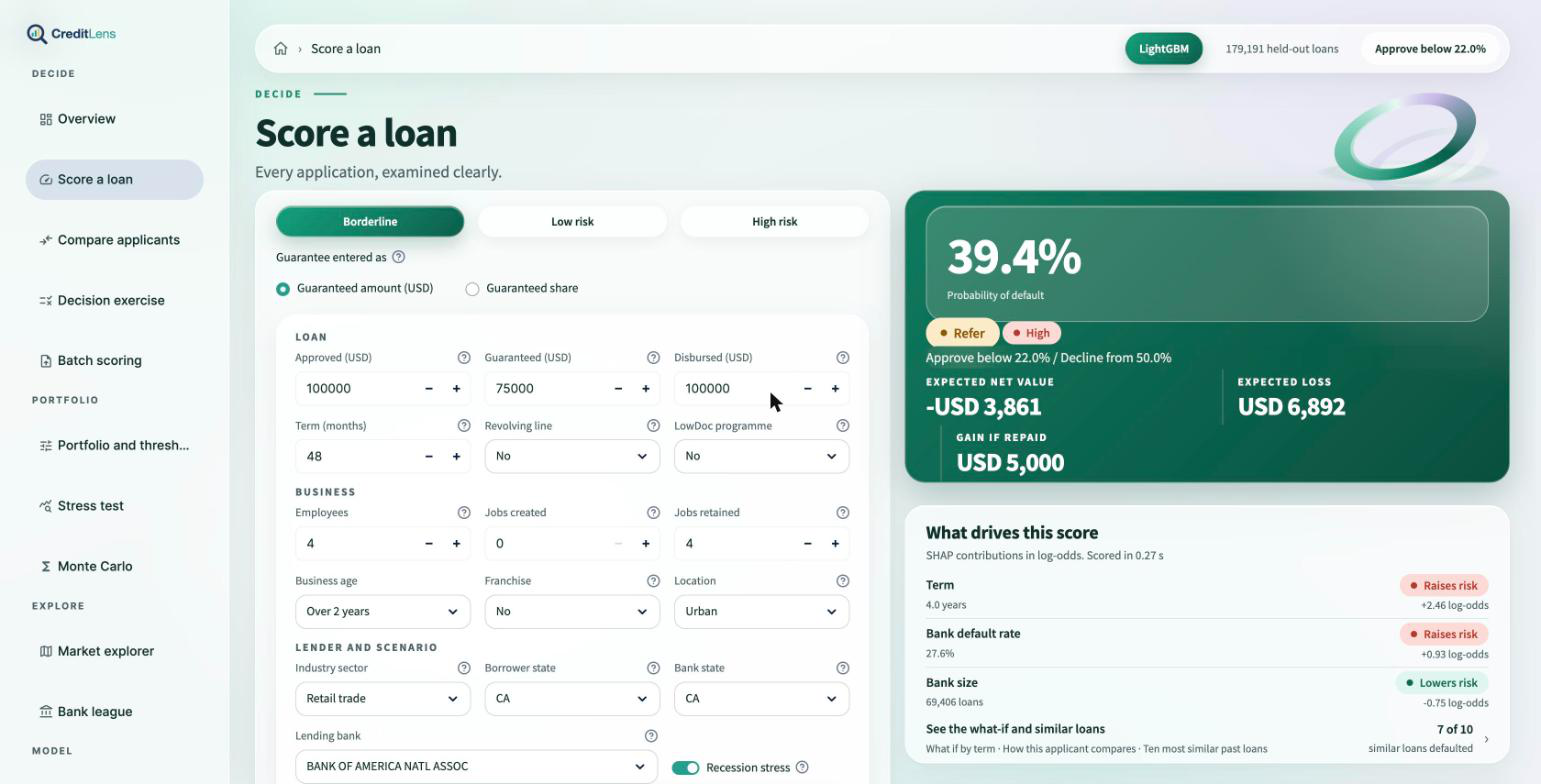 CreditLens
DECIDE
Overview
Score a loan
Compare applicants
Decision exercise
Batch scoring
PORTFOLIO
Portfolio and thresh...
Stress test
Monte Carlo
EXPLORE
Market explorer
Bank league
MODEL
› Score a loan
LightGBM 179,191 held-out loans Approve below 22.0%
DECIDE
Score a loan
Every application, examined clearly.
Borderline Low risk High risk
Guarantee entered as ?
Guaranteed amount (USD) Guaranteed share
LOAN
Approved (USD) ? Guaranteed (USD) ? Disbursed (USD) ?
100000 − + 75000 − + 100000 − +
Term (months) ? Revolving line ? LowDoc programme ?
48 − + No No
BUSINESS
Employees ? Jobs created ? Jobs retained ?
4 − + 0 − + 4 − +
Business age ? Franchise ? Location ?
Over 2 years No Urban
LENDER AND SCENARIO
Industry sector ? Borrower state ? Bank state ?
Retail trade CA CA
Lending bank ?
BANK OF AMERICA NATL ASSOC Recession stress ?
39.4%
Probability of default
Refer High
Approve below 22.0% / Decline from 50.0%
EXPECTED NET VALUE EXPECTED LOSS
-USD 3,861 USD 6,892
GAIN IF REPAID
USD 5,000
What drives this score
SHAP contributions in log-odds. Scored in 0.27 s
Term Raises risk
4.0 years +2.46 log-odds
Bank default rate Raises risk
27.6% +0.93 log-odds
Bank size Lowers risk
69,406 loans -0.75 log-odds
See the what-if and similar loans 7 of 10 ›
What if by term · How this applicant compares · Ten most similar past loans similar loans defaulted